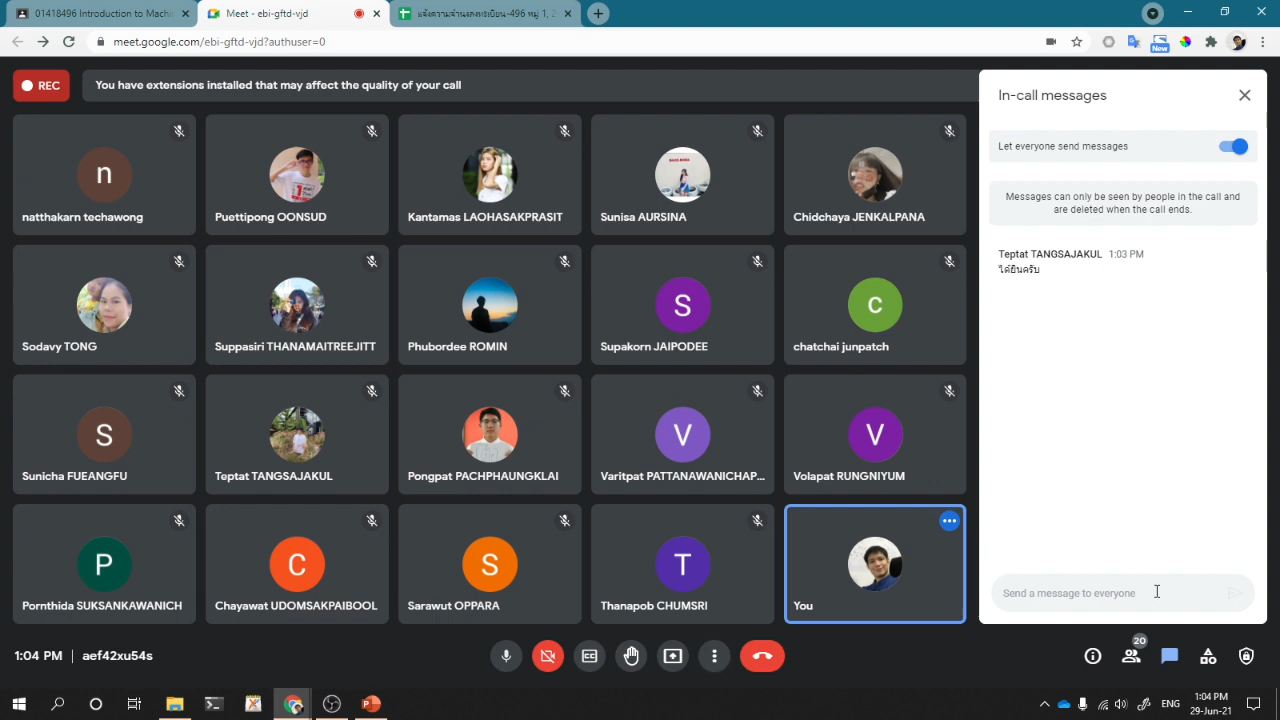 01418496 Introduction to Machi
Meet - ebi-gftd-vjd
แจ้งความจำนงลงทะเบียน-496 หมู่ 1, 2
meet.google.com/ebi-gftd-vjd?authuser=0
New
REC
You have extensions installed that may affect the quality of your call
In-call messages
Let everyone send messages
Messages can only be seen by people in the call and
are deleted when the call ends.
Teptat TANGSAJAKUL 1:03 PM
ได้ยินครับ
Send a message to everyone
n
natthakarn techawong
Puettipong OONSUD
Kantamas LAOHASAKPRASIT
Sunisa AURSINA
Chidchaya JENKALPANA
S
c
Sodavy TONG
Suppasiri THANAMAITREEJITT
Phubordee ROMIN
Supakorn JAIPODEE
chatchai junpatch
S
V
V
Sunicha FUEANGFU
Teptat TANGSAJAKUL
Pongpat PACHPHAUNGKLAI
Varitpat PATTANAWANICHAP...
Volapat RUNGNIYUM
P
C
S
T
Pornthida SUKSANKAWANICH
Chayawat UDOMSAKPAIBOOL
Sarawut OPPARA
Thanapob CHUMSRI
You
1:04 PM | aef42xu54s
20
ENG
1:04 PM
29-Jun-21